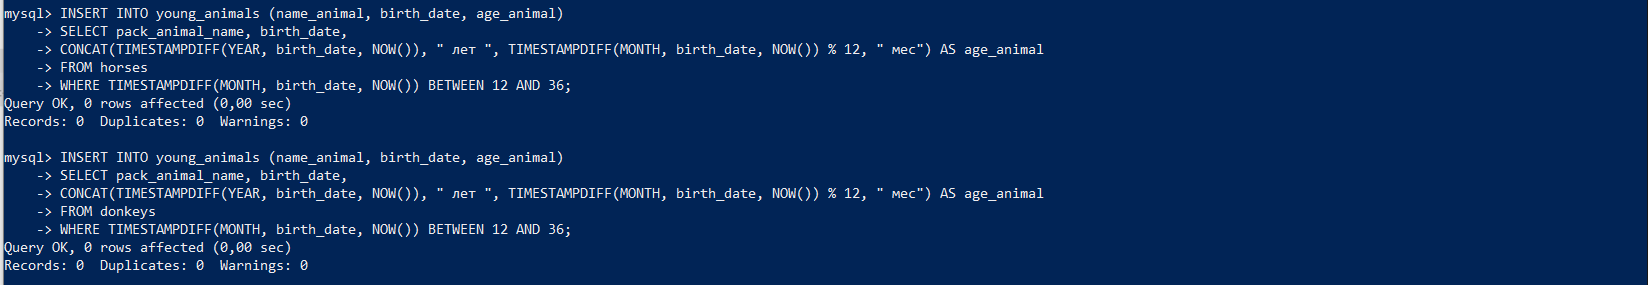 mysql> INSERT INTO young_animals (name_animal, birth_date, age_animal)
    -> SELECT pack_animal_name, birth_date,
    -> CONCAT(TIMESTAMPDIFF(YEAR, birth_date, NOW()), " лет ", TIMESTAMPDIFF(MONTH, birth_date, NOW()) % 12, " мес") AS age_animal
    -> FROM horses
    -> WHERE TIMESTAMPDIFF(MONTH, birth_date, NOW()) BETWEEN 12 AND 36;
Query OK, 0 rows affected (0,00 sec)
Records: 0  Duplicates: 0  Warnings: 0
mysql> INSERT INTO young_animals (name_animal, birth_date, age_animal)
    -> SELECT pack_animal_name, birth_date,
    -> CONCAT(TIMESTAMPDIFF(YEAR, birth_date, NOW()), " лет ", TIMESTAMPDIFF(MONTH, birth_date, NOW()) % 12, " мес") AS age_animal
    -> FROM donkeys
    -> WHERE TIMESTAMPDIFF(MONTH, birth_date, NOW()) BETWEEN 12 AND 36;
Query OK, 0 rows affected (0,00 sec)
Records: 0  Duplicates: 0  Warnings: 0